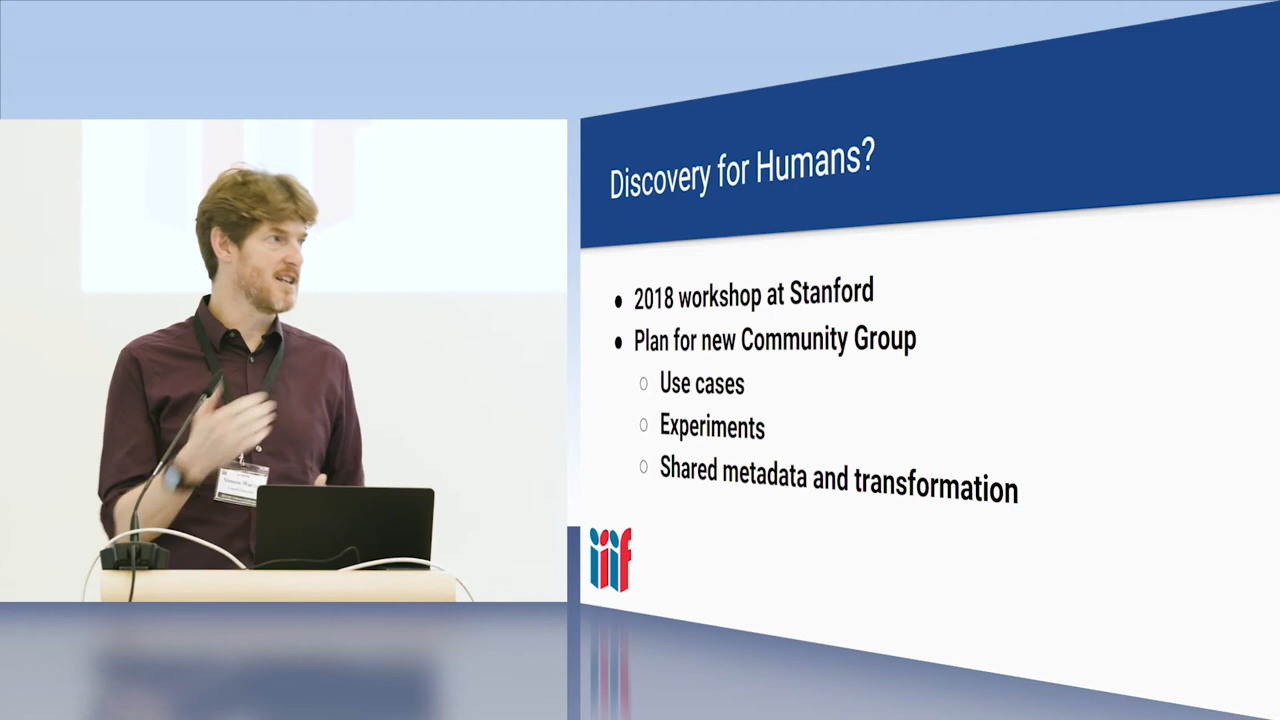 Discovery for Humans?
2018 workshop at Stanford
Plan for new Community Group
Use cases
Experiments
Shared metadata and transformation
iiif